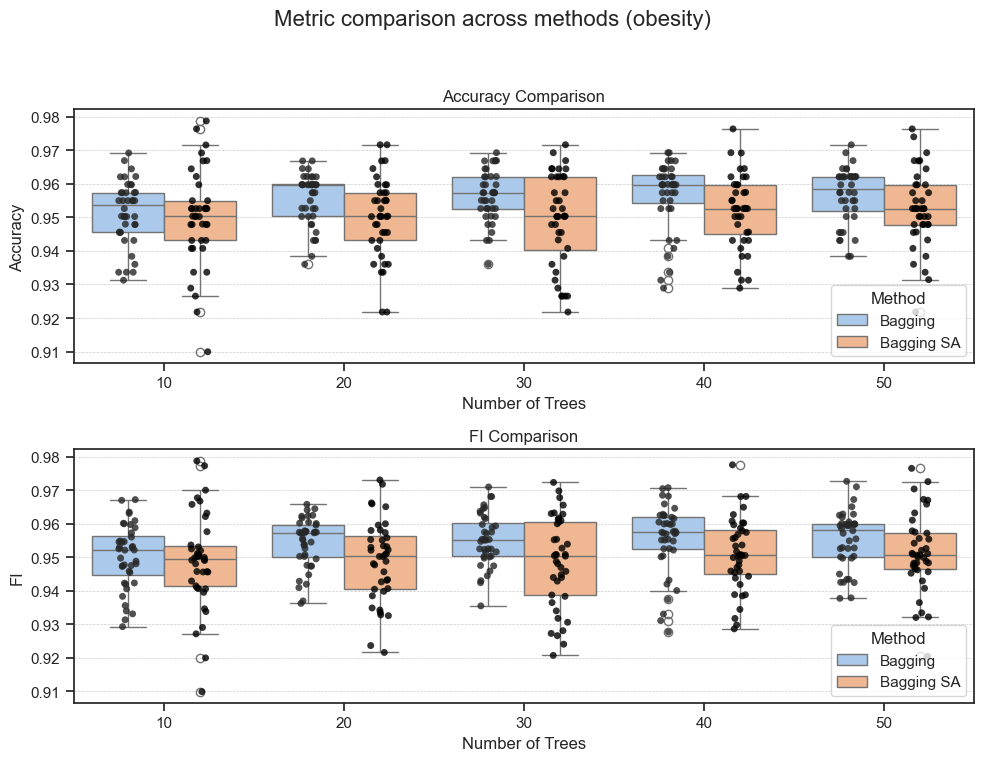 Metric comparison across methods (obesity)
Accuracy Comparison
0.98
0.97
0.96
0.95
0.94
0.93
0.92
0.91
Accuracy
10 20 30 40 50
Number of Trees
Method
Bagging
Bagging SA
FI Comparison
0.98
0.97
0.96
0.95
0.94
0.93
0.92
0.91
FI
10 20 30 40 50
Number of Trees
Method
Bagging
Bagging SA